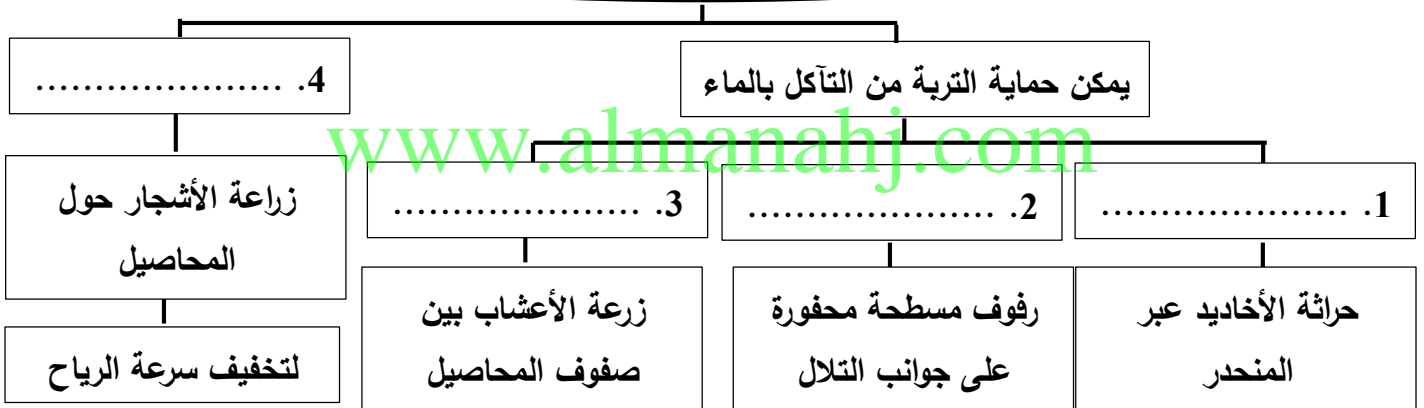 يمكن حماية التربة من التآكل بالماء
4. .....................
www.almanahj.com
1. .....................
2. .....................
3. .....................
حراثة الأخاديد عبر
المنحدر
رفوف مسطحة محفورة
على جوانب التلال
زرعة الأعشاب بين
صفوف المحاصيل
زراعة الأشجار حول
المحاصيل
لتخفيف سرعة الرياح